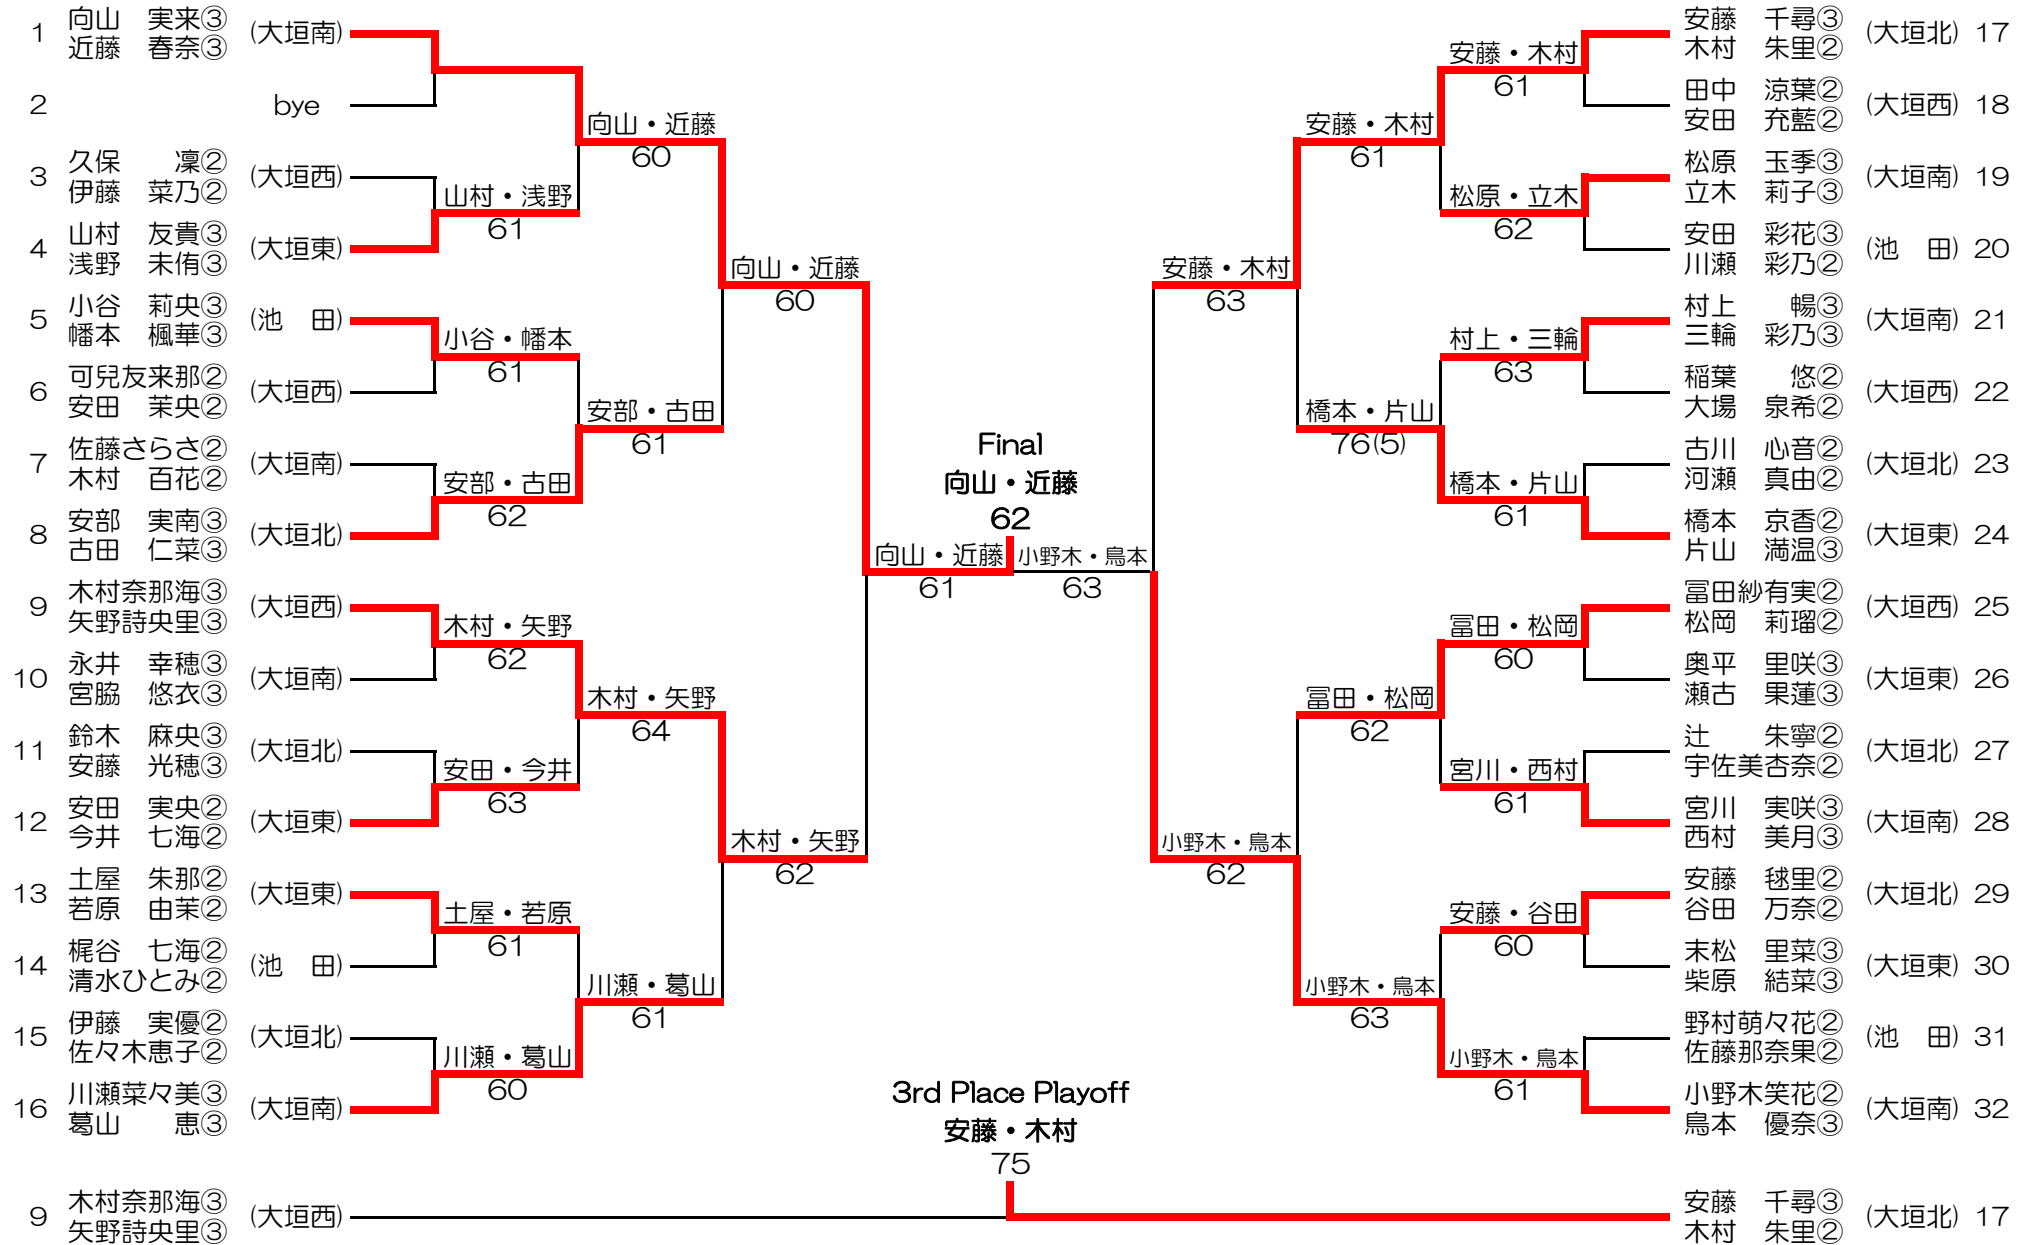 1 向山　実来③ (大垣南)
近藤　春奈③
2 bye
3 久保　　凜② (大垣西)
伊藤　菜乃②
4 山村　友貴③ (大垣東)
浅野　未侑③
5 小谷　莉央③ (池　田)
幡本　楓華③
6 可兒友来那② (大垣西)
安田　茉央②
7 佐藤さらさ② (大垣南)
木村　百花②
8 安部　実南③ (大垣北)
古田　仁菜③
9 木村奈那海③ (大垣西)
矢野詩央里③
10 永井　幸穂③ (大垣南)
宮脇　悠衣③
11 鈴木　麻央③ (大垣北)
安藤　光穂③
12 安田　実央② (大垣東)
今井　七海②
13 土屋　朱那② (大垣東)
若原　由茉②
14 梶谷　七海② (池　田)
清水ひとみ②
15 伊藤　実優② (大垣北)
佐々木恵子②
16 川瀬菜々美③ (大垣南)
葛山　　恵③
山村・浅野
61
小谷・幡本
61
安部・古田
62
木村・矢野
62
安田・今井
63
土屋・若原
61
川瀬・葛山
60
向山・近藤
60
安部・古田
61
木村・矢野
64
川瀬・葛山
61
向山・近藤
60
木村・矢野
62
向山・近藤
61
Final
向山・近藤
62
小野木・鳥本
63
安藤・木村
63
小野木・鳥本
62
安藤・木村
61
橋本・片山
76(5)
冨田・松岡
62
小野木・鳥本
63
安藤・木村
61
松原・立木
62
村上・三輪
63
橋本・片山
61
冨田・松岡
60
宮川・西村
61
安藤・谷田
60
小野木・鳥本
61
安藤　千尋③ (大垣北) 17
木村　朱里②
田中　涼葉② (大垣西) 18
安田　充藍②
松原　玉季③ (大垣南) 19
立木　莉子③
安田　彩花③ (池　田) 20
川瀬　彩乃②
村上　　暢③ (大垣南) 21
三輪　彩乃③
稲葉　　悠② (大垣西) 22
大場　泉希②
古川　心音② (大垣北) 23
河瀬　真由②
橋本　京香② (大垣東) 24
片山　満温③
冨田紗有実② (大垣西) 25
松岡　莉瑠②
奥平　里咲③ (大垣東) 26
瀬古　果蓮③
辻　　朱寧② (大垣北) 27
宇佐美杏奈②
宮川　実咲③ (大垣南) 28
西村　美月③
安藤　毬里② (大垣北) 29
谷田　万奈②
末松　里菜③ (大垣東) 30
柴原　結菜③
野村萌々花② (池　田) 31
佐藤那奈果②
小野木笑花② (大垣南) 32
鳥本　優奈③
3rd Place Playoff
安藤・木村
75
9 木村奈那海③ (大垣西)
矢野詩央里③
安藤　千尋③ (大垣北) 17
木村　朱里②